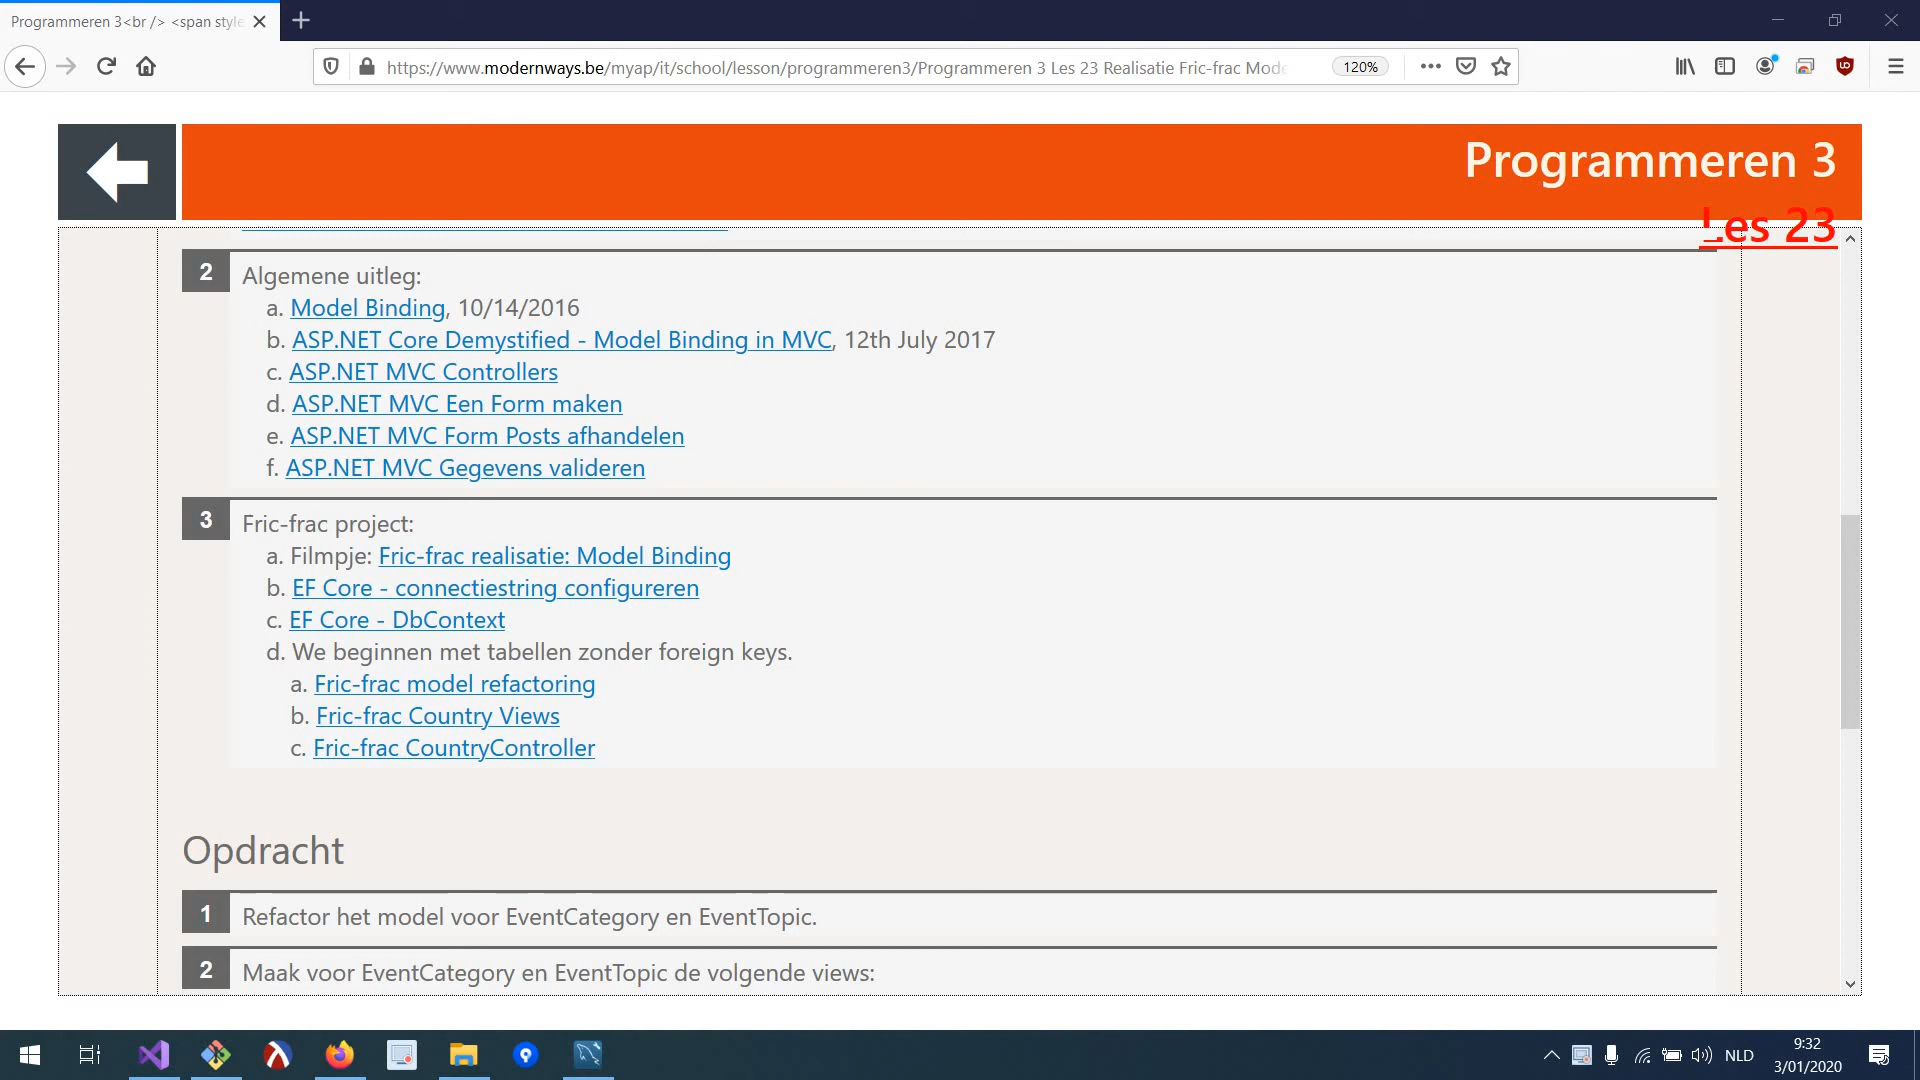 Programmeren 3<br /> <span style
https://www.modernways.be/myap/it/school/lesson/programmeren3/Programmeren 3 Les 23 Realisatie Fric-frac Mode
120%
Programmeren 3
Les 23
2
Algemene uitleg:
a. Model Binding, 10/14/2016
b. ASP.NET Core Demystified - Model Binding in MVC, 12th July 2017
c. ASP.NET MVC Controllers
d. ASP.NET MVC Een Form maken
e. ASP.NET MVC Form Posts afhandelen
f. ASP.NET MVC Gegevens valideren
3
Fric-frac project:
a. Filmpje: Fric-frac realisatie: Model Binding
b. EF Core - connectiestring configureren
c. EF Core - DbContext
d. We beginnen met tabellen zonder foreign keys.
a. Fric-frac model refactoring
b. Fric-frac Country Views
c. Fric-frac CountryController
Opdracht
1
Refactor het model voor EventCategory en EventTopic.
2
Maak voor EventCategory en EventTopic de volgende views:
NLD
9:32
3/01/2020